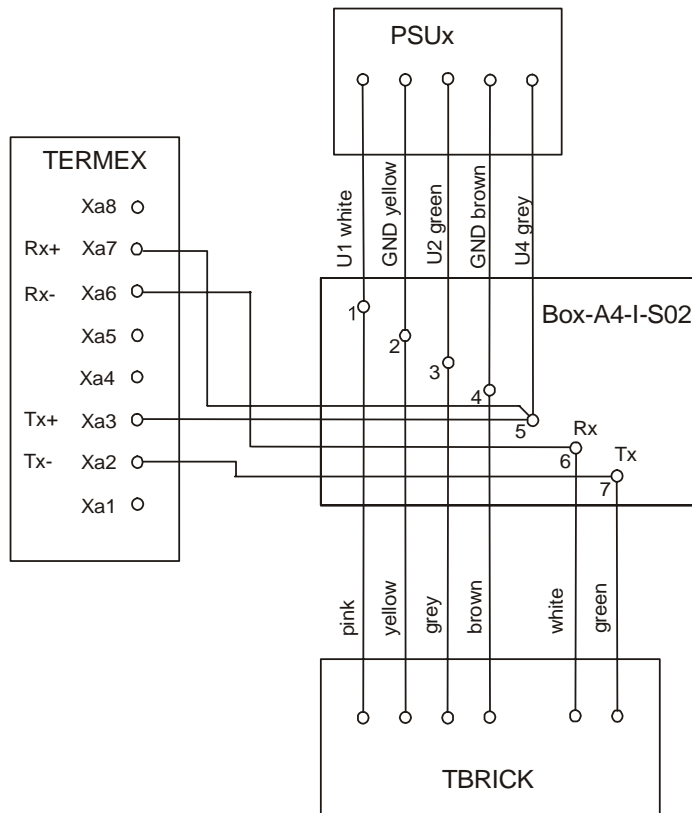 PSUx
U1 white
GND yellow
U2 green
GND brown
U4 grey
TERMEX
Xa8
Rx+ Xa7
Rx- Xa6
Xa5
Xa4
Tx+ Xa3
Tx- Xa2
Xa1
Box-A4-I-S02
1
2
3
4
5
Rx
6
Tx
7
pink
yellow
grey
brown
white
green
TBRICK